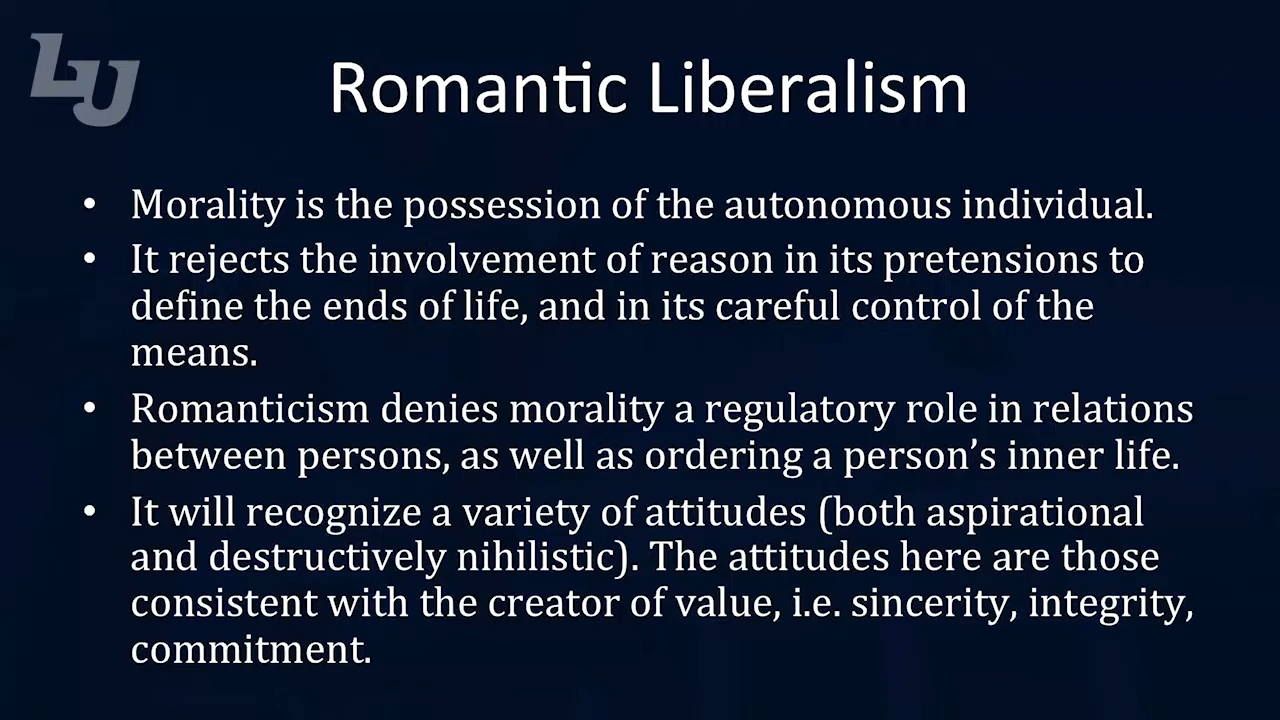 LU
Romantic Liberalism
• Morality is the possession of the autonomous individual.
• It rejects the involvement of reason in its pretensions to
define the ends of life, and in its careful control of the
means.
• Romanticism denies morality a regulatory role in relations
between persons, as well as ordering a person’s inner life.
• It will recognize a variety of attitudes (both aspirational
and destructively nihilistic). The attitudes here are those
consistent with the creator of value, i.e. sincerity, integrity,
commitment.